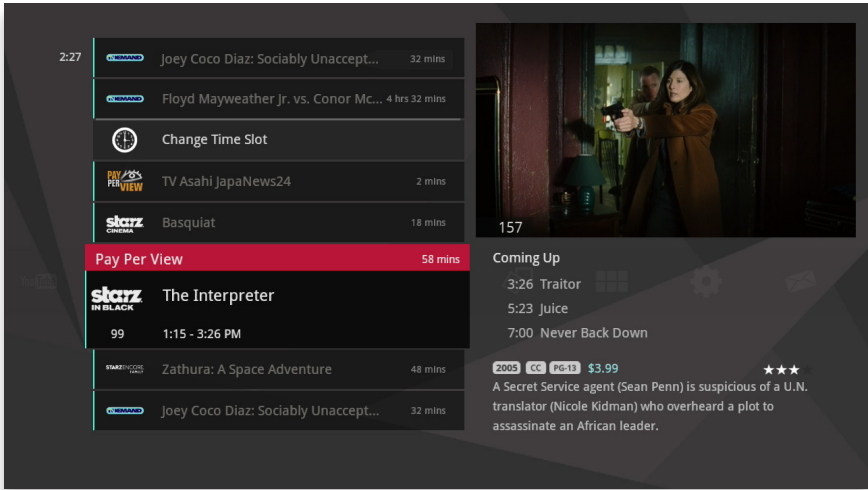 2:27
ONDEMAND
Joey Coco Diaz: Sociably Unaccept...
32 mins
ONDEMAND
Floyd Mayweather Jr. vs. Conor Mc...
4 hrs 32 mins
Change Time Slot
PAY PER VIEW
TV Asahi JapaNews24
2 mins
starz
CINEMA
Basquiat
18 mins
Pay Per View
58 mins
starz
IN BLACK
The Interpreter
99
1:15 - 3:26 PM
STARZENCORE
FAMILY
Zathura: A Space Adventure
48 mins
ONDEMAND
Joey Coco Diaz: Sociably Unaccept...
32 mins
157
Coming Up
3:26 Traitor
5:23 Juice
7:00 Never Back Down
2005 CC PG-13 $3.99
A Secret Service agent (Sean Penn) is suspicious of a U.N.
translator (Nicole Kidman) who overheard a plot to
assassinate an African leader.
YouTube